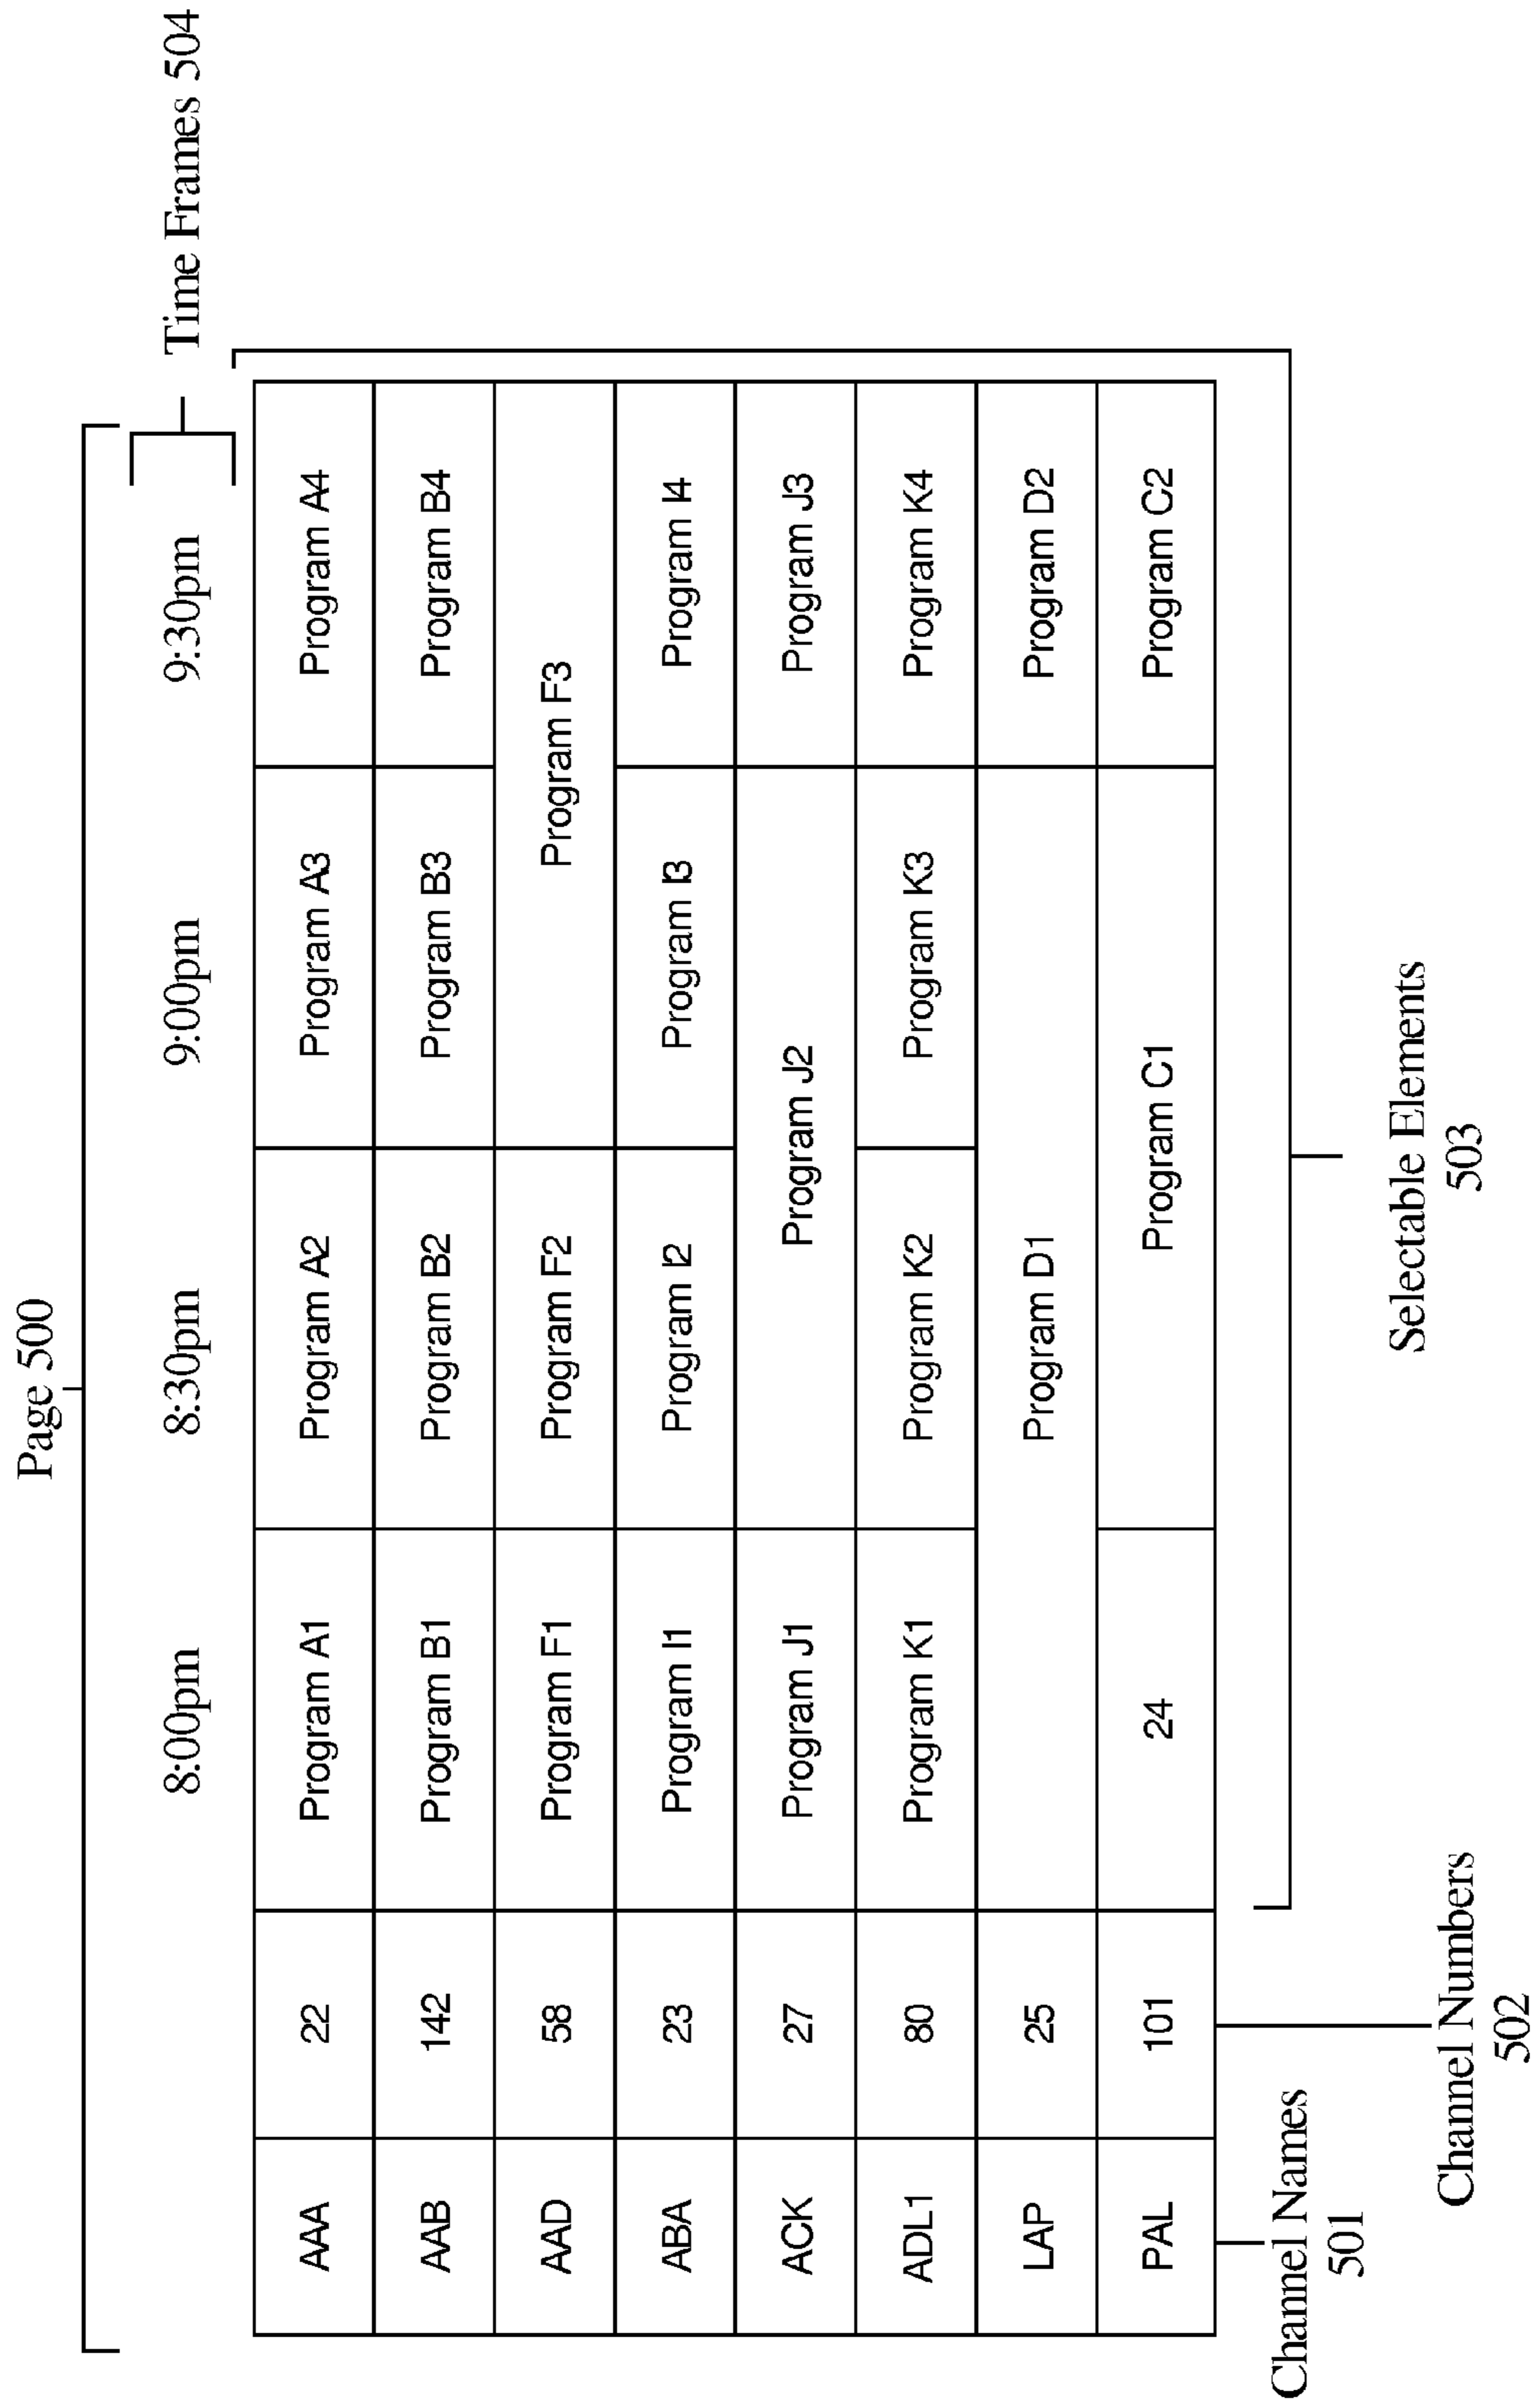 Page 500
Time Frames 504
8:00pm 8:30pm 9:00pm 9:30pm
AAA 22 Program A1 Program A2 Program A3 Program A4
AAB 142 Program B1 Program B2 Program B3 Program B4
AAD 58 Program F1 Program F2 Program F3
ABA 23 Program I1 Program I2 Program I3 Program I4
ACK 27 Program J1 Program J2 Program J3
ADL1 80 Program K1 Program K2 Program K3 Program K4
LAP 25 Program D1 Program D2
PAL 101 24 Program C1 Program C2
Channel Names
501
Channel Numbers
502
Selectable Elements
503